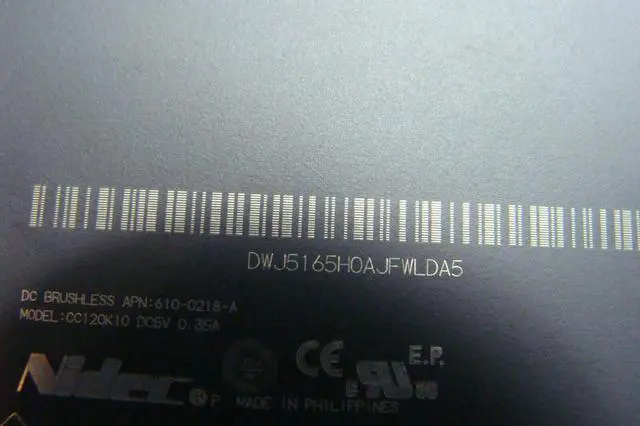 DWJ5165H0AJFWLDA5
DC BRUSHLESS APN:610-0218-A
MODEL:CC120K10 DC5V 0.35A
CE E.P.
Nidec ®P MADE IN PHILIPPINES